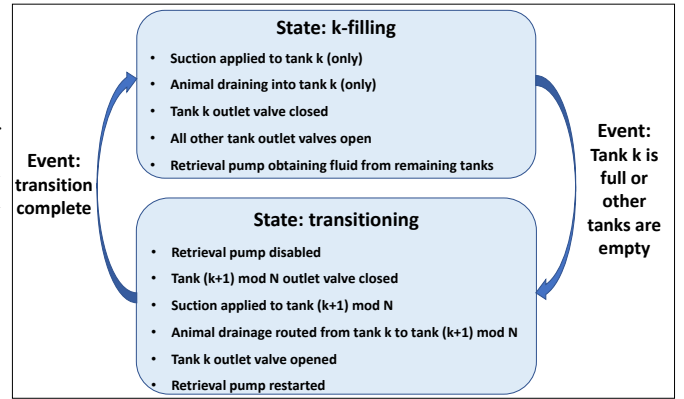 State: k-filling
• Suction applied to tank k (only)
• Animal draining into tank k (only)
• Tank k outlet valve closed
• All other tank outlet valves open
• Retrieval pump obtaining fluid from remaining tanks
Event:
transition
complete
Event:
Tank k is
full or
other
tanks are
empty
State: transitioning
• Retrieval pump disabled
• Tank (k+1) mod N outlet valve closed
• Suction applied to tank (k+1) mod N
• Animal drainage routed from tank k to tank (k+1) mod N
• Tank k outlet valve opened
• Retrieval pump restarted